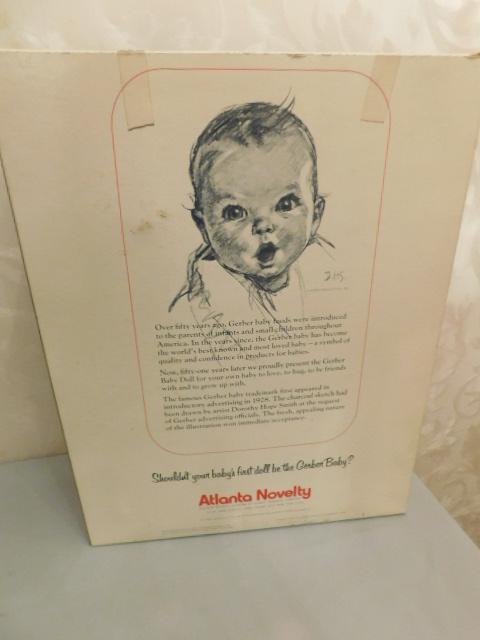 DHS
Over fifty years ago, Gerber baby foods were introduced
to the parents of infants and small children throughout
America. In the years since, the Gerber baby has become
the world's best known and most loved baby – a symbol of
quality and confidence in products for babies.
Now, fifty-one years later we proudly present the Gerber
Baby Doll for your own baby to love, to hug, to be friends
with and to grow up with.
The famous Gerber baby trademark first appeared in
introductory advertising in 1928. The charcoal sketch had
been drawn by artist Dorothy Hope Smith at the request
of Gerber advertising officials. The fresh, appealing nature
of the illustration won immediate acceptance.
Shouldn't your baby's first doll be the Gerber Baby?
Atlanta Novelty